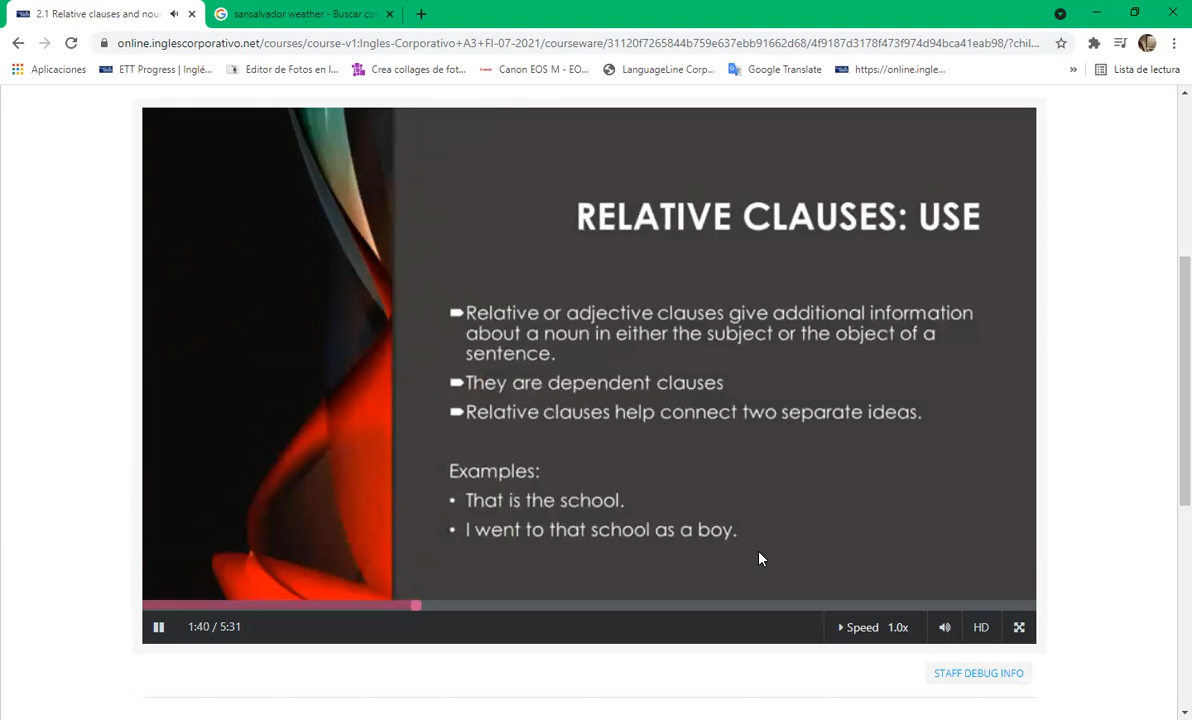 2.1 Relative clauses and nou
sansalvador weather - Buscar co
online.inglescorporativo.net/courses/course-v1:Ingles-Corporativo+A3+FI-07-2021/courseware/31120f7265844b759e637ebb91662d68/4f9187d3178f473f974d94bca41eab98/?chil...
Aplicaciones ETT Progress | Inglé... Editor de Fotos en l... Crea collages de fot... Canon EOS M - EO... LanguageLine Corp... Google Translate https://online.ingle... » Lista de lectura
RELATIVE CLAUSES: USE
Relative or adjective clauses give additional information
about a noun in either the subject or the object of a
sentence.
They are dependent clauses
Relative clauses help connect two separate ideas.
Examples:
• That is the school.
• I went to that school as a boy.
1:40 / 5:31 Speed 1.0x HD
STAFF DEBUG INFO